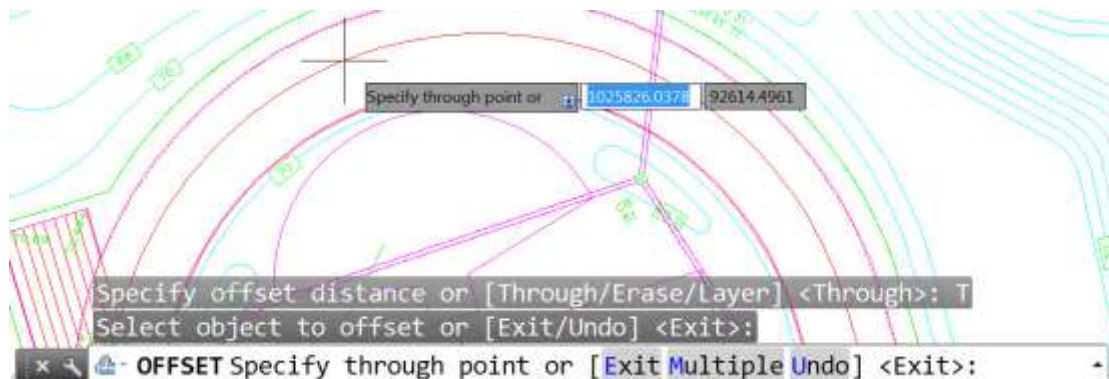 Specify through point or 1025826.0378 92614.4961
Specify offset distance or [Through/Erase/Layer] <Through>: T
Select object to offset or [Exit/Undo] <Exit>:
OFFSET Specify through point or [Exit Multiple Undo] <Exit>: